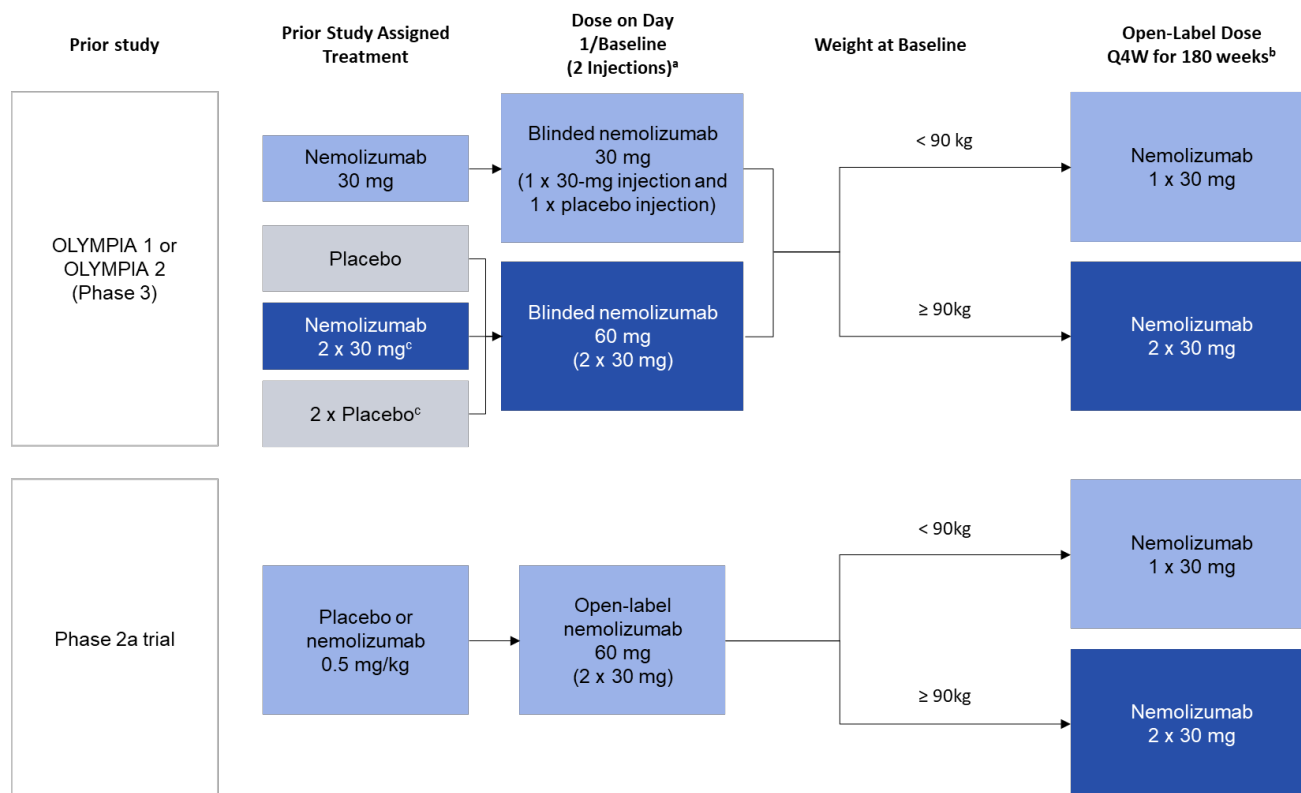 Prior study
Prior Study Assigned
Treatment
Dose on Day
1/Baseline
(2 Injections)ᵃ
Weight at Baseline
Open-Label Dose
Q4W for 180 weeksᵇ
OLYMPIA 1 or
OLYMPIA 2
(Phase 3)
Nemolizumab
30 mg
Placebo
Nemolizumab
2 x 30 mgᶜ
2 x Placeboᶜ
Blinded nemolizumab
30 mg
(1 x 30-mg injection and
1 x placebo injection)
Blinded nemolizumab
60 mg
(2 x 30 mg)
< 90 kg
≥ 90kg
Nemolizumab
1 x 30 mg
Nemolizumab
2 x 30 mg
Phase 2a trial
Placebo or
nemolizumab
0.5 mg/kg
Open-label
nemolizumab
60 mg
(2 x 30 mg)
< 90kg
≥ 90kg
Nemolizumab
1 x 30 mg
Nemolizumab
2 x 30 mg